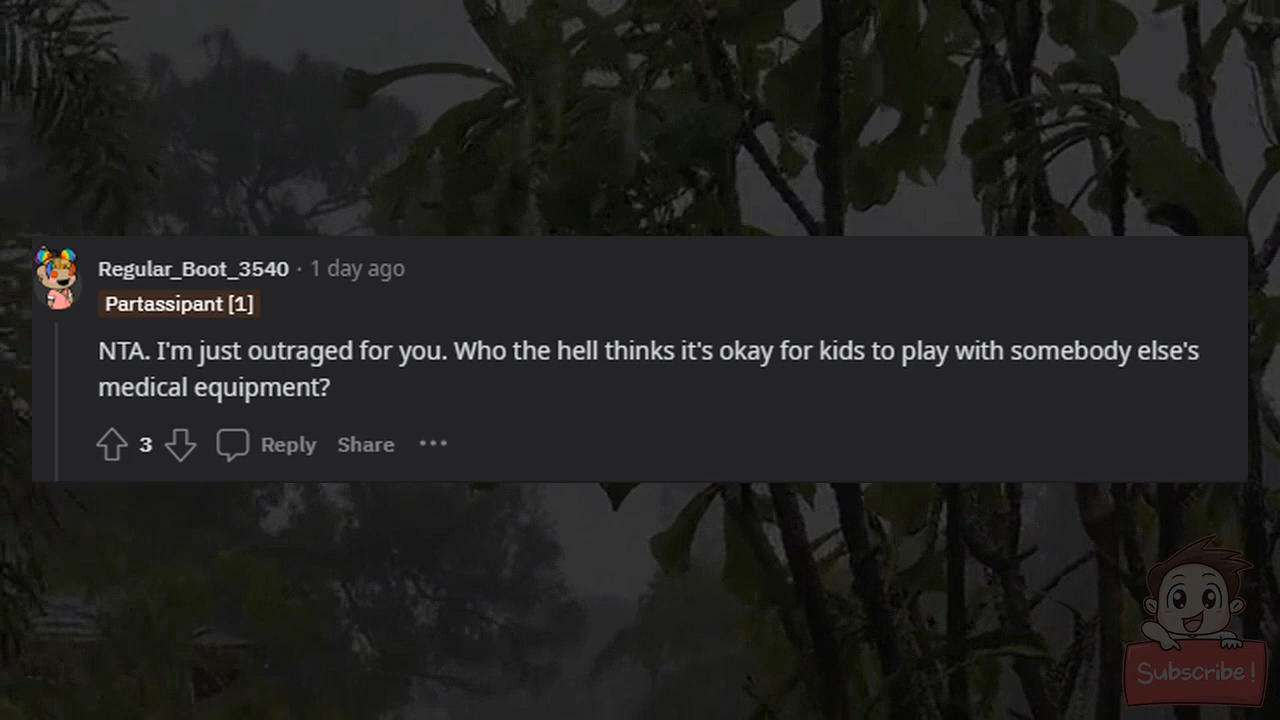 Regular_Boot_3540 · 1 day ago
Partassipant [1]
NTA. I'm just outraged for you. Who the hell thinks it's okay for kids to play with somebody else's
medical equipment?
3 Reply Share ···
Subscribe!